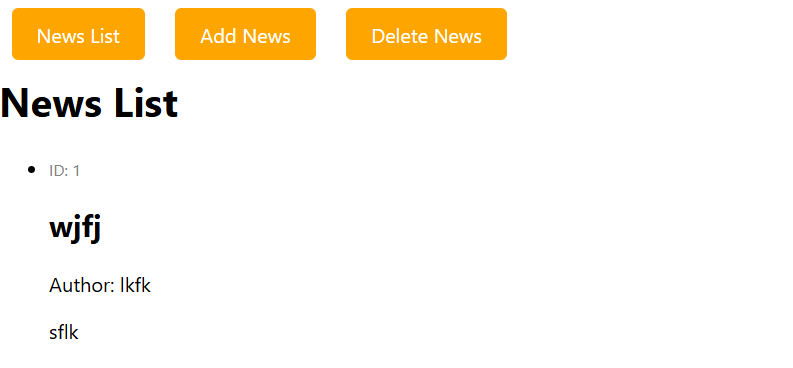 News List Add News Delete News
News List
ID: 1
wjfj
Author: lkfk
sflk